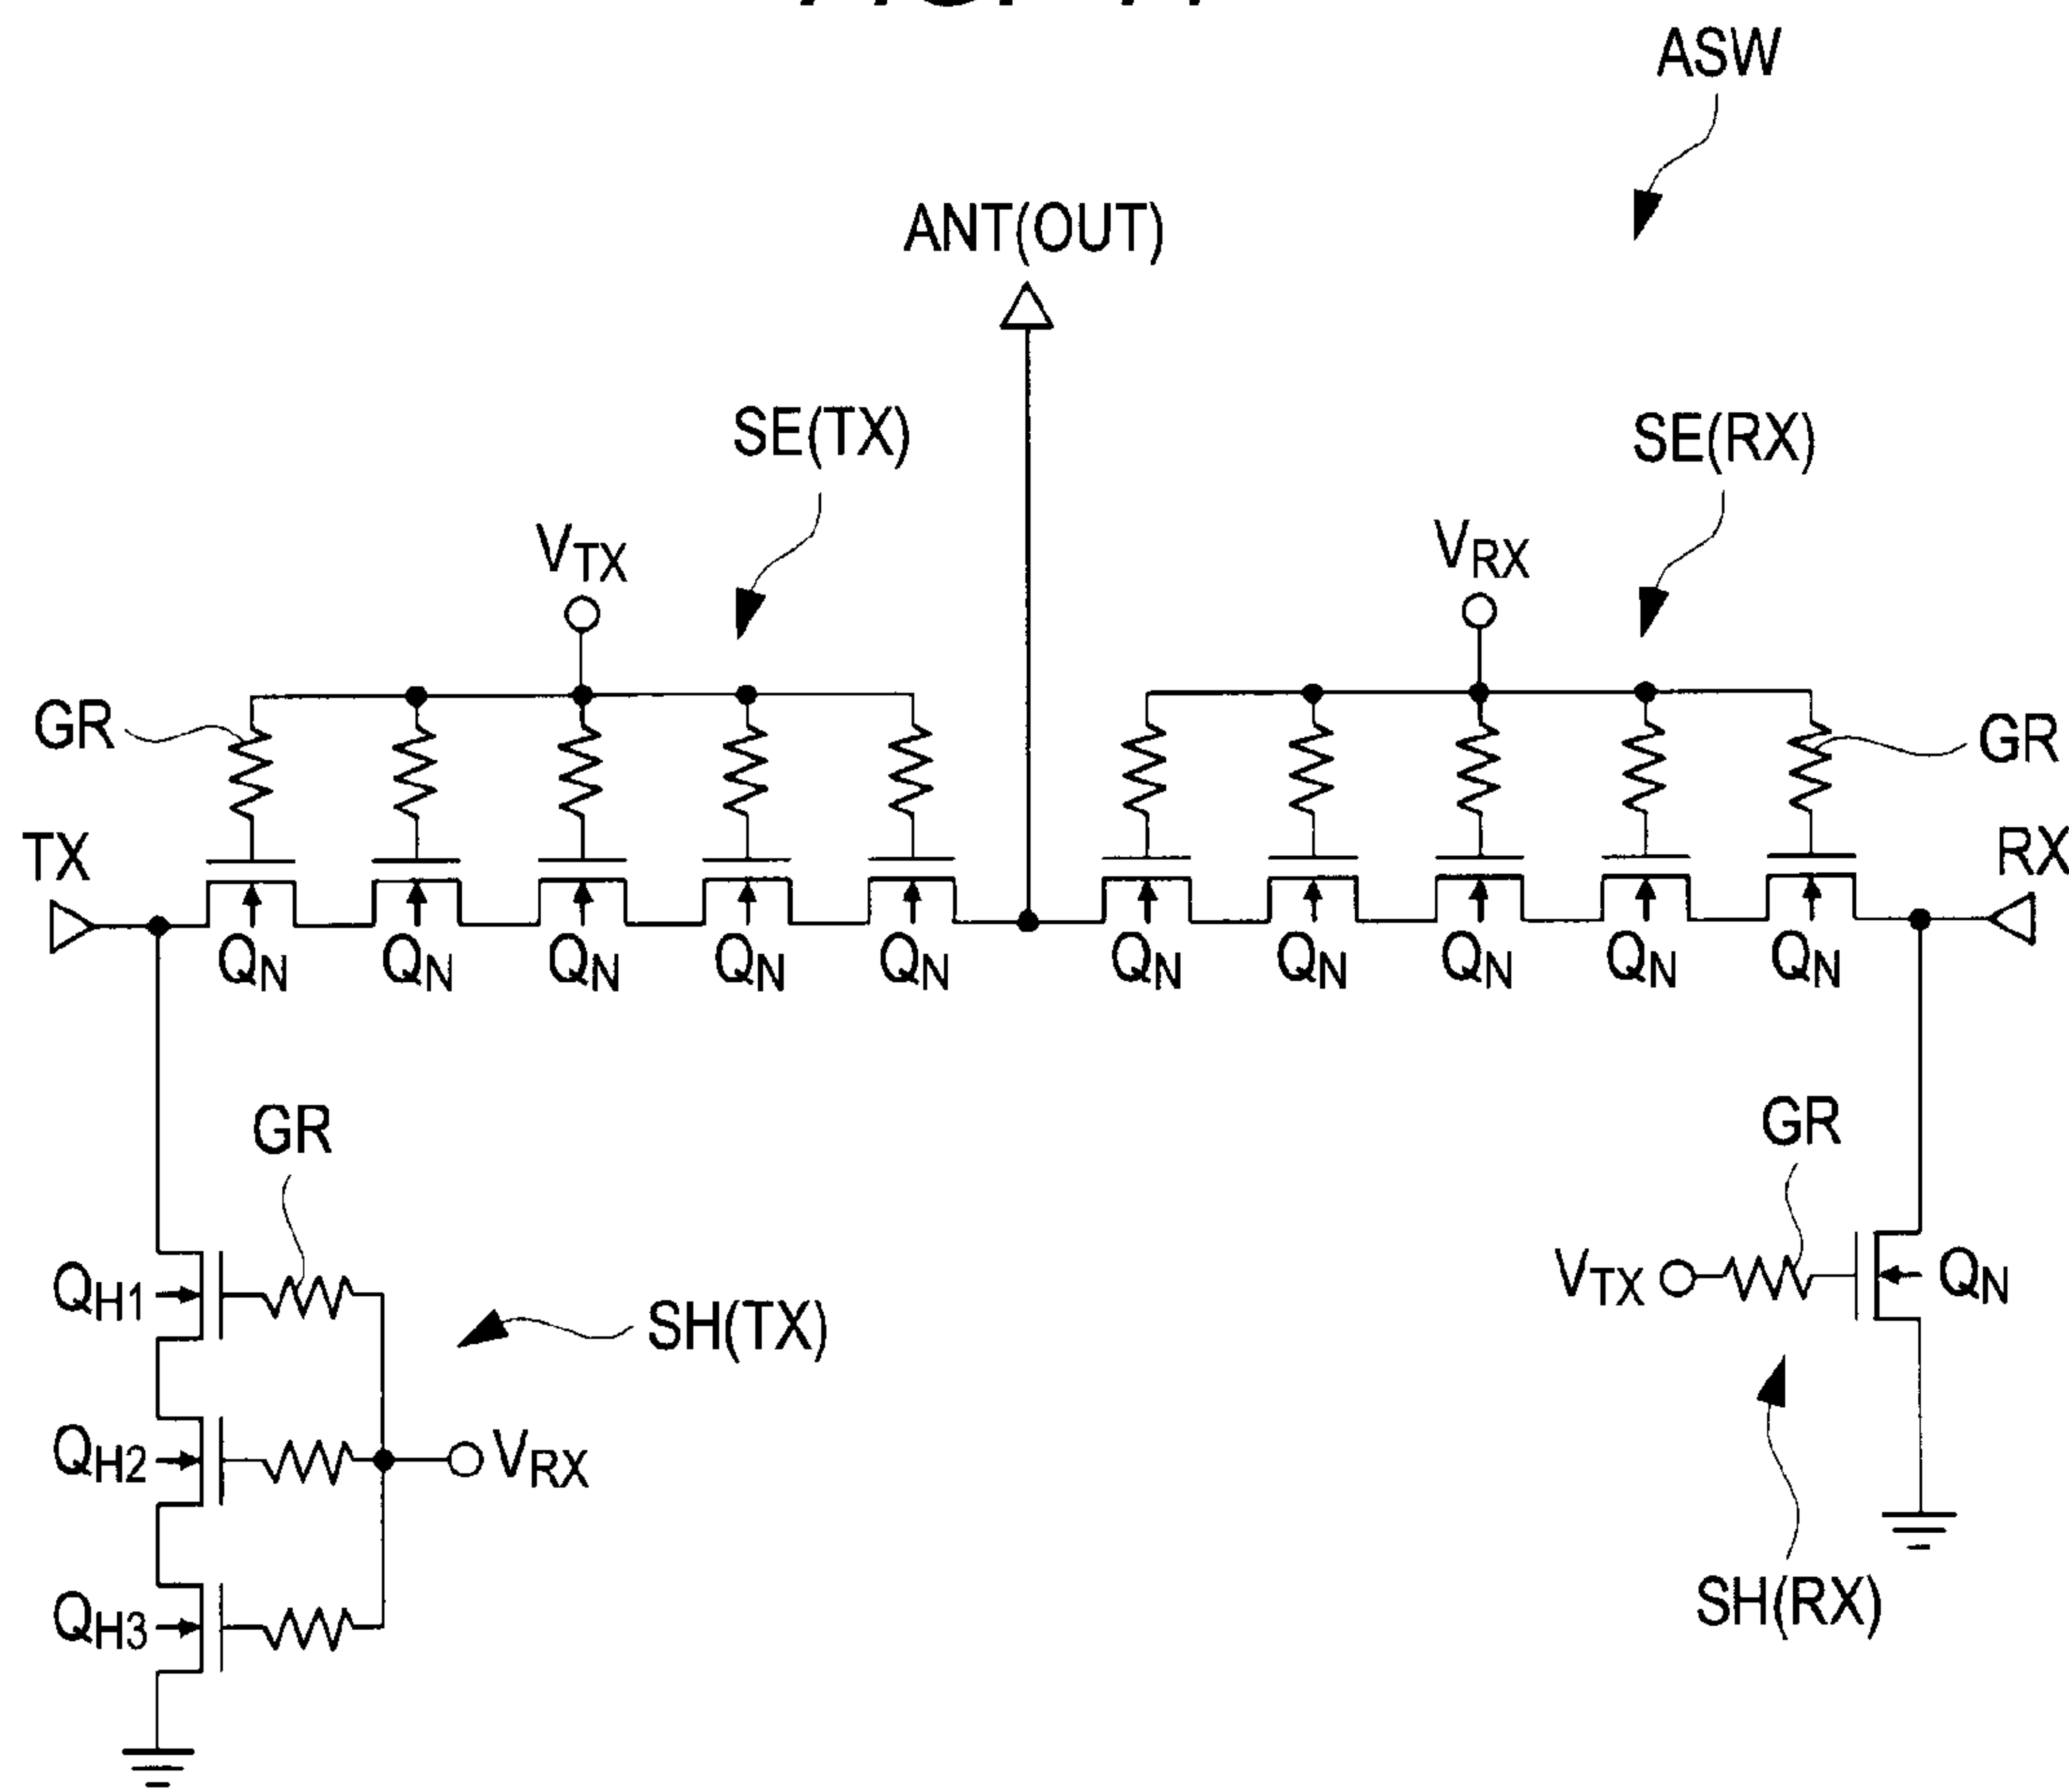 ASW
ANT(OUT)
SE(TX)
SE(RX)
VTX
VRX
GR
GR
TX
RX
QN QN QN QN QN QN QN QN QN QN
GR
GR
QH1
SH(TX)
VTX
QN
QH2
VRX
QH3
SH(RX)